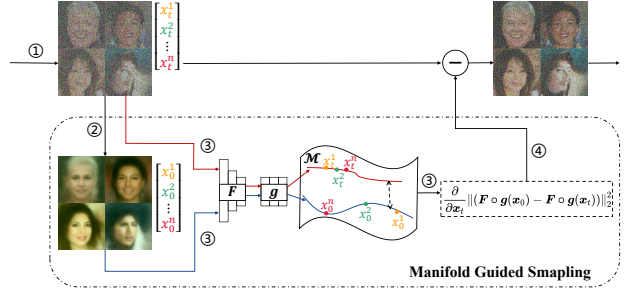 ①
x_t^1
x_t^2
⋮
x_t^n
−
②
③
x_0^1
x_0^2
⋮
x_0^n
③
F
g
M
x_t^1
x_t^2
x_t^n
x_0^n
x_0^2
x_0^1
③
④
∂/∂x_t ‖(F ∘ g(x_0) − F ∘ g(x_t))‖_2^2
Manifold Guided Smapling